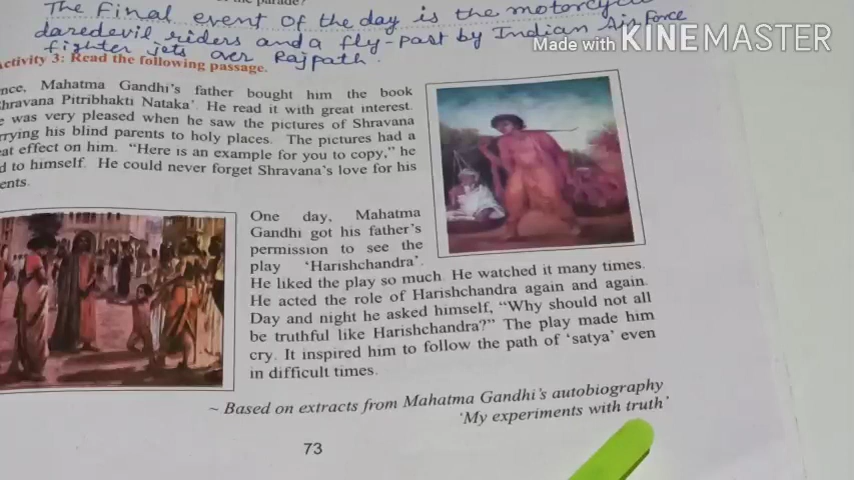 the parade?
The final event of the day is the motorcycle
daredevil riders and a fly-past by Indian Air force
fighter jets over Rajpath.
Made with KINEMASTER
ctivity 3: Read the following passage.
nce, Mahatma Gandhi's father bought him the book
hravana Pitribhakti Nataka'. He read it with great interest.
e was very pleased when he saw the pictures of Shravana
rrying his blind parents to holy places. The pictures had a
eat effect on him. "Here is an example for you to copy," he
d to himself. He could never forget Shravana's love for his
ents.
One day, Mahatma
Gandhi got his father's
permission to see the
play 'Harishchandra'.
He liked the play so much. He watched it many times.
He acted the role of Harishchandra again and again.
Day and night he asked himself, "Why should not all
be truthful like Harishchandra?" The play made him
cry. It inspired him to follow the path of 'satya' even
in difficult times.
~ Based on extracts from Mahatma Gandhi's autobiography
'My experiments with truth'
73